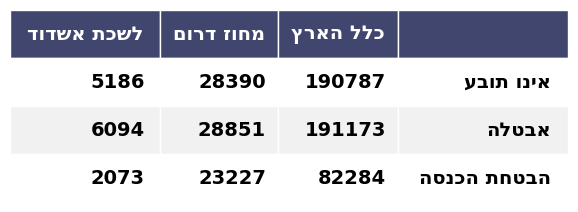 כלל הארץ מחוז דרום לשכת אשדוד
אינו תובע 190787 28390 5186
אבטלה 191173 28851 6094
הבטחת הכנסה 82284 23227 2073